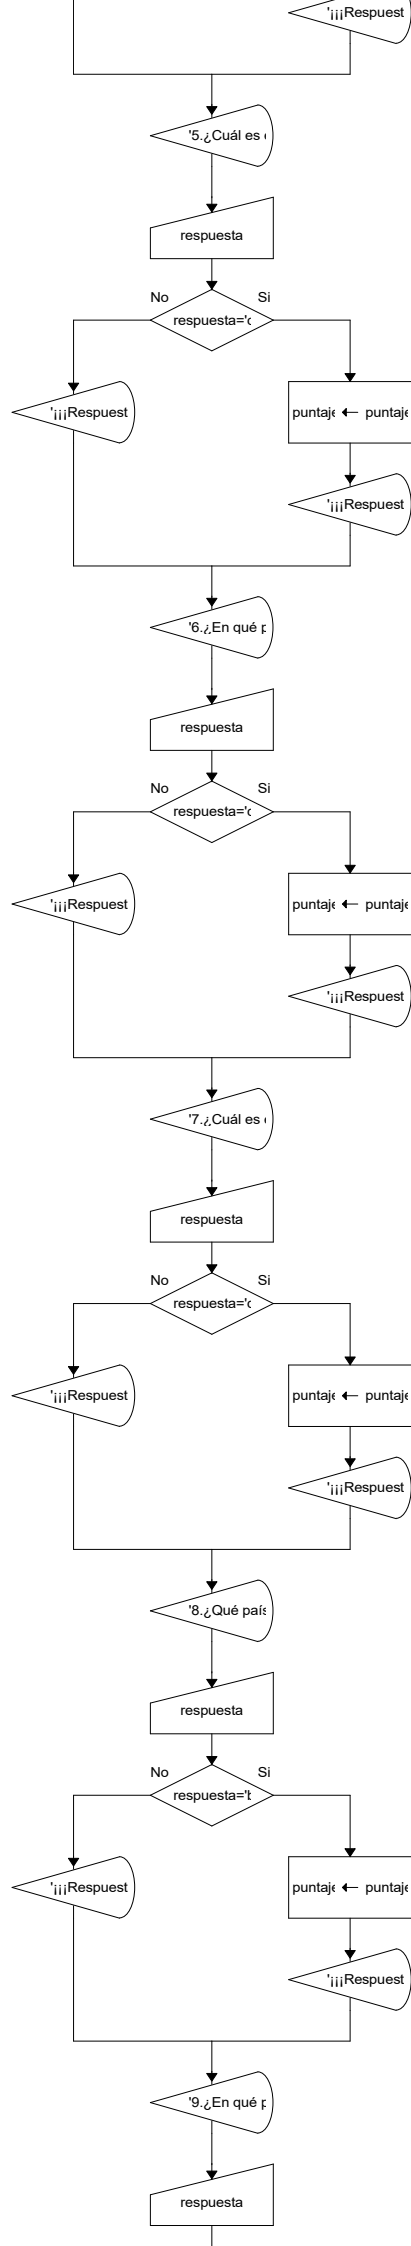 '¡¡¡Respuest
'5.¿Cuál es
respuesta
No
Si
respuesta='c
'¡¡¡Respuest
puntaje ← puntaje
'¡¡¡Respuest
'6.¿En qué p
respuesta
No
Si
respuesta='c
'¡¡¡Respuest
puntaje ← puntaje
'¡¡¡Respuest
'7.¿Cuál es
respuesta
No
Si
respuesta='c
'¡¡¡Respuest
puntaje ← puntaje
'¡¡¡Respuest
'8.¿Qué país
respuesta
No
Si
respuesta='b
'¡¡¡Respuest
puntaje ← puntaje
'¡¡¡Respuest
'9.¿En qué p
respuesta